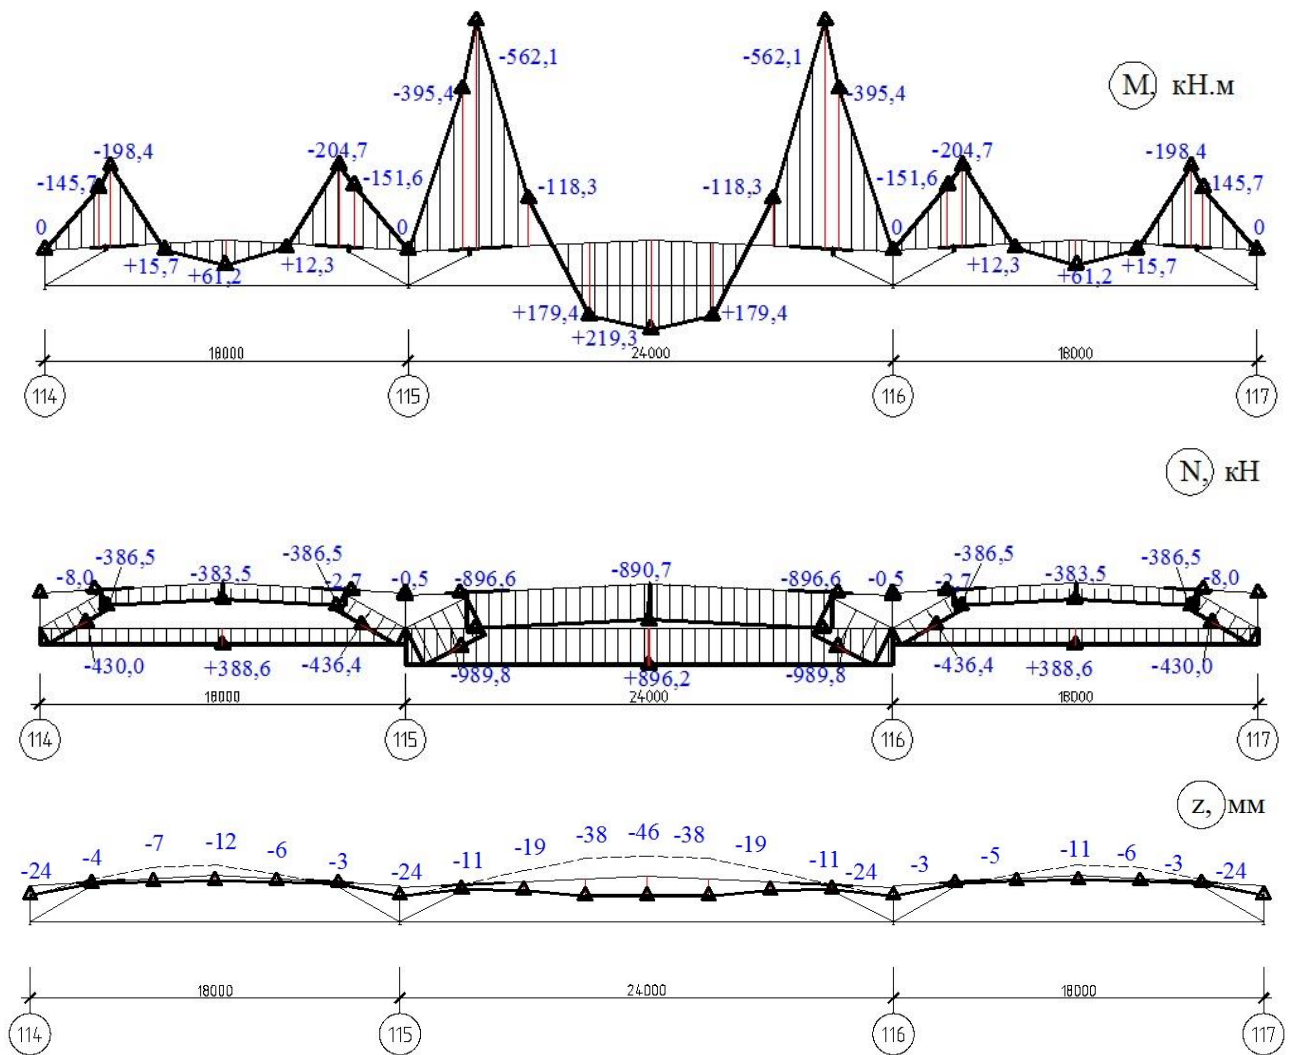 -562,1 -562,1
-395,4 -395,4 M, кН.м
-198,4 -204,7 -204,7 -198,4
-145,7 -151,6 -118,3 -118,3 -151,6 145,7
0 0 0 0
+15,7 +61,2 +12,3 +12,3 +61,2 +15,7
+179,4 +219,3 +179,4
18000 24000 18000
114 115 116 117
N, кН
-386,5 -386,5 -386,5 -386,5
-8,0 -383,5 -2,7 -0,5 -896,6 -890,7 -896,6 -0,5 -2,7 -383,5 -8,0
-430,0 +388,6 -436,4 -989,8 +896,2 -989,8 -436,4 +388,6 -430,0
18000 24000 18000
114 115 116 117
z, мм
-24 -4 -7 -12 -6 -3 -24 -11 -19 -38 -46 -38 -19 -11 -24 -3 -5 -11 -6 -3 -24
18000 24000 18000
114 115 116 117